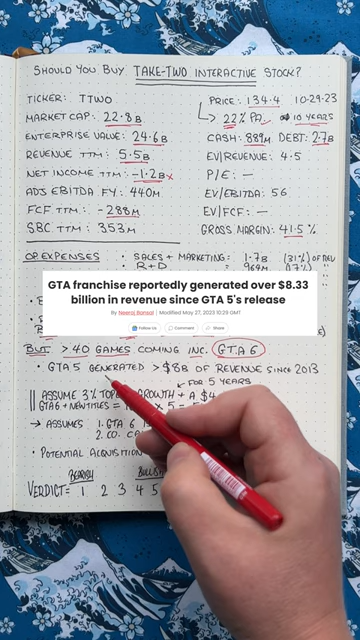 SHOULD YOU BUY TAKE-TWO INTERACTIVE STOCK?
TICKER: TTWO
MARKET CAP: 22.8B
ENTERPRISE VALUE: 24.6B
REVENUE TTM: 5.5B
NET INCOME TTM: -1.2B x
ADJ EBITDA FY: 440M
FCF TTM: -288M
SBC TTM: 353M
PRICE: 134.4 10-29-23
22% PA 10 YEARS
CASH: 889M DEBT: 2.7B
EV/REVENUE: 4.5
P/E: —
EV/EBITDA: 56
EV/FCF: —
GROSS MARGIN: 41.5%
OP EXPENSES • SALES + MARKETING: 1.7B (31%) OF REV
• R+D = 969M (17%)
GTA franchise reportedly generated over $8.33
billion in revenue since GTA 5's release
By Neeraj Bansal | Modified May 27, 2023 10:29 GMT
Follow Us Comment Share
BUT >40 GAMES COMING INC. GTA 6
• GTA 5 GENERATED >$8B OF REVENUE SINCE 2013
FOR 5 YEARS
ASSUME 3% GROWTH + A $4
GTA6 + NEW TITLES = x 5 =
→ ASSUMES 1. GTA 6
2. CO. CA
• POTENTIAL ACQUISITION
BEARISH BULLISH
VERDICT = 1 2 3 4 5